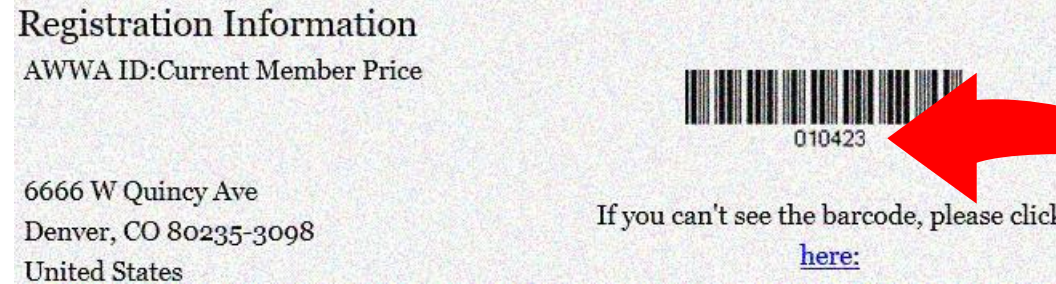 Registration Information
AWWA ID:Current Member Price
010423
6666 W Quincy Ave
Denver, CO 80235-3098
United States
If you can't see the barcode, please click
here: